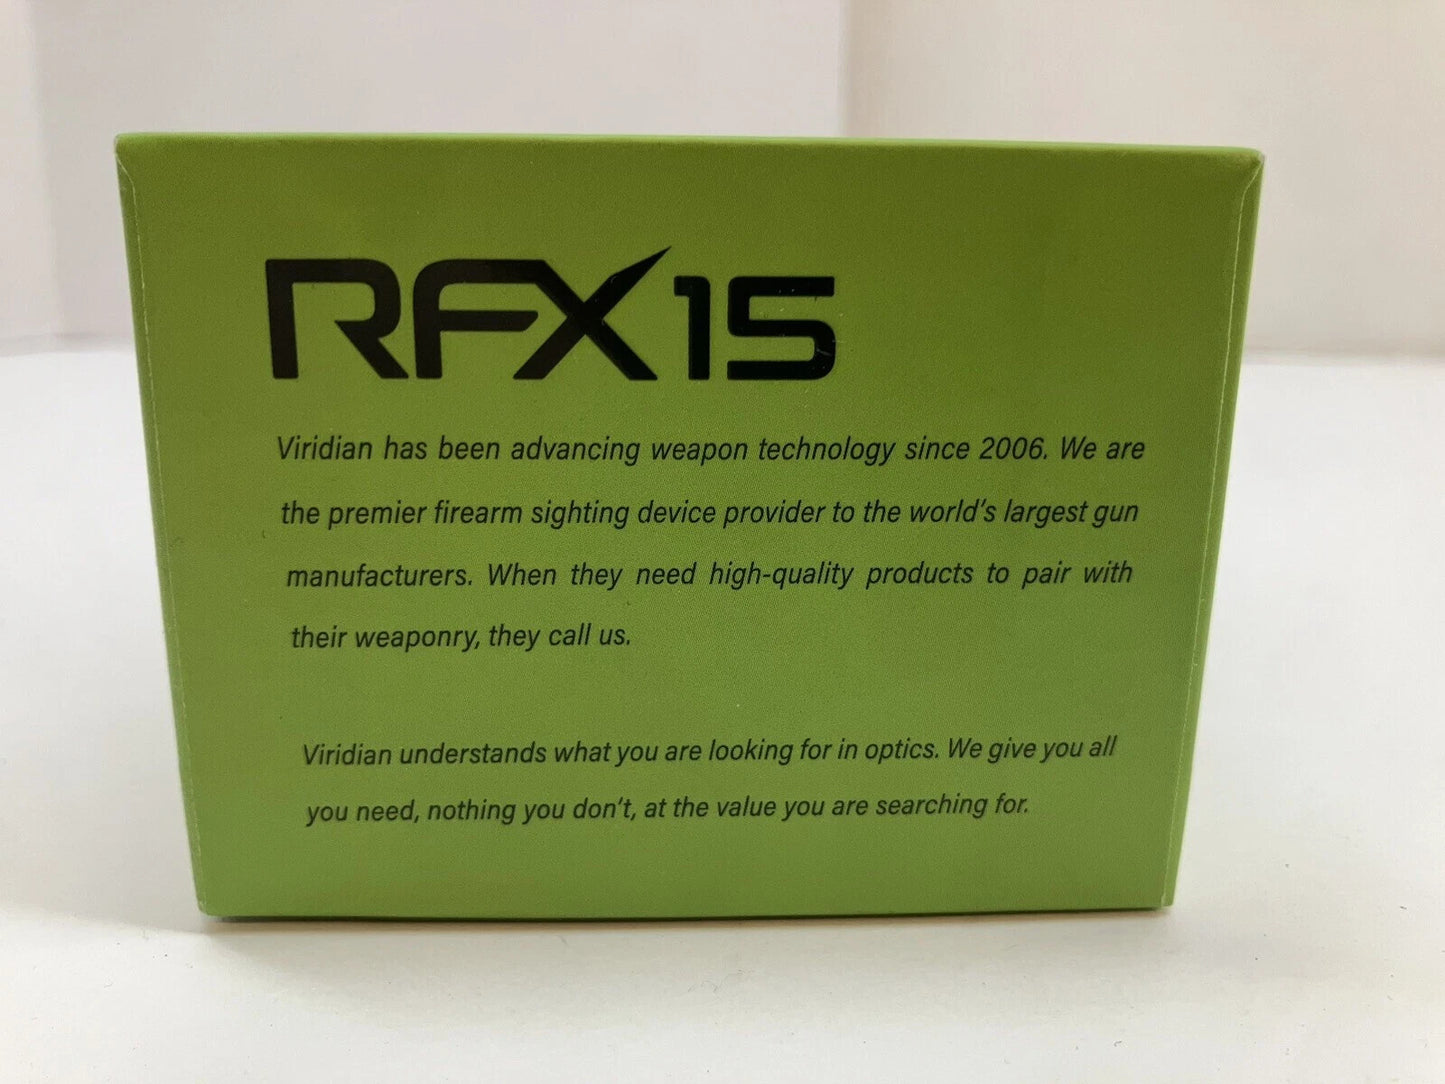 RFX15
Viridian has been advancing weapon technology since 2006. We are
the premier firearm sighting device provider to the world's largest gun
manufacturers. When they need high-quality products to pair with
their weaponry, they call us.
Viridian understands what you are looking for in optics. We give you all
you need, nothing you don't, at the value you are searching for.